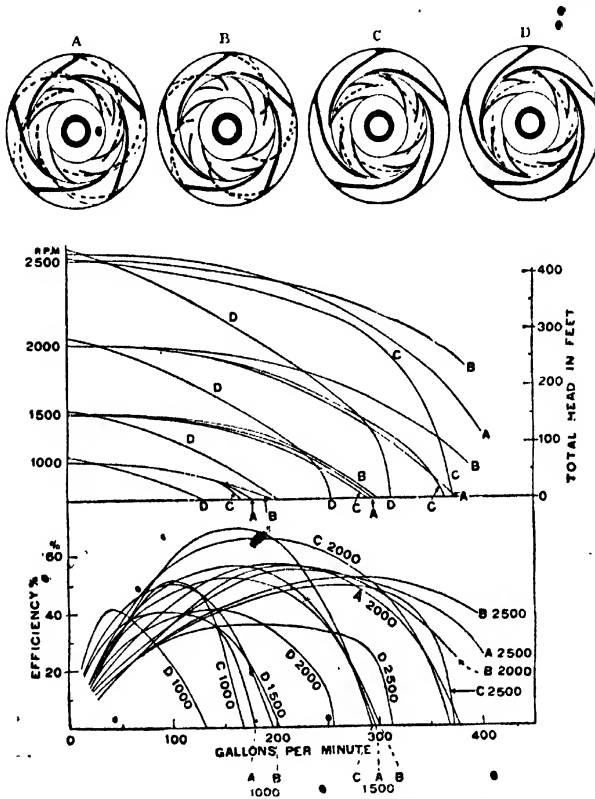 A B C D
R.P.M
2500
2000
1500
1000
400
300
200
100
0
TOTAL HEAD IN FEET
D
D
D
C
B
A
B
B
C
A
D C A B D C A D C
EFFICIENCY %
%
60
40
20
C 2000
A 2000
B 2500
A 2500
B 2000
C 2500
D 1000
C 1000
D 1500
D 2000
D 2500
0 100 200 300 400
GALLONS PER MINUTE
A B C A B
1000 1500